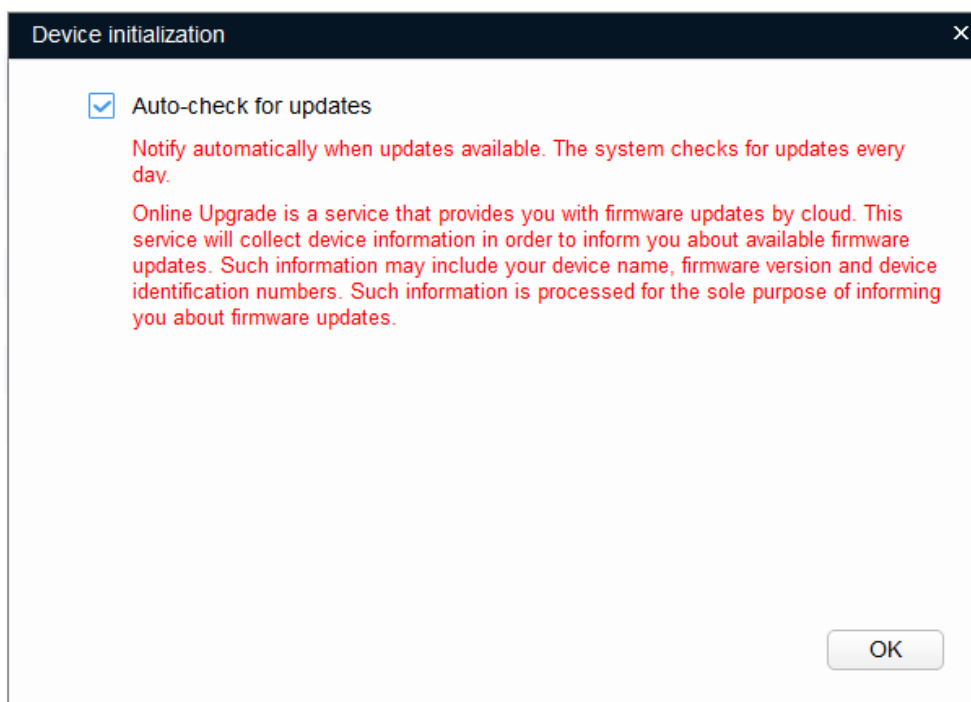 Device initialization
Auto-check for updates
Notify automatically when updates available. The system checks for updates every
day.
Online Upgrade is a service that provides you with firmware updates by cloud. This
service will collect device information in order to inform you about available firmware
updates. Such information may include your device name, firmware version and device
identification numbers. Such information is processed for the sole purpose of informing
you about firmware updates.
OK